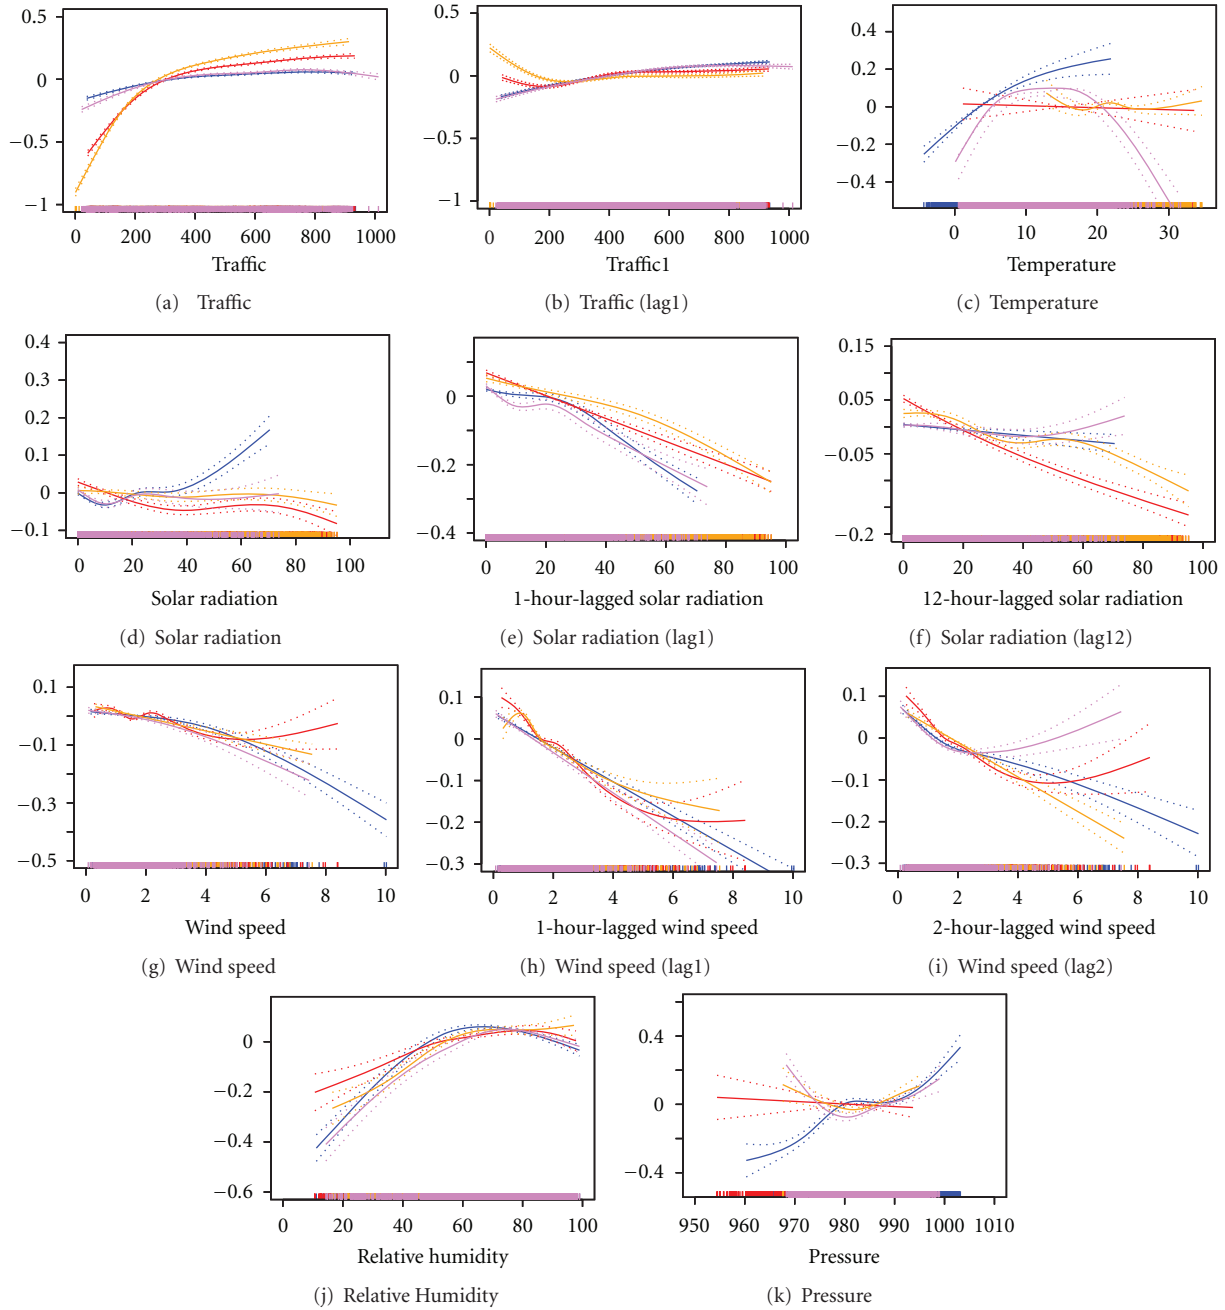 0.5
0
−0.5
−1
0 200 400 600 800 1000
Traffic
(a) Traffic
0.5
0
−0.5
−1
0 200 400 600 800 1000
Traffic1
(b) Traffic (lag1)
0.4
0.2
0
−0.2
−0.4
0 10 20 30
Temperature
(c) Temperature
0.4
0.3
0.2
0.1
0
−0.1
0 20 40 60 80 100
Solar radiation
(d) Solar radiation
0
−0.2
−0.4
0 20 40 60 80 100
1-hour-lagged solar radiation
(e) Solar radiation (lag1)
0.15
0.05
−0.05
−0.2
0 20 40 60 80 100
12-hour-lagged solar radiation
(f) Solar radiation (lag12)
0.1
−0.1
−0.3
−0.5
0 2 4 6 8 10
Wind speed
(g) Wind speed
0.1
0
−0.1
−0.2
−0.3
0 2 4 6 8 10
1-hour-lagged wind speed
(h) Wind speed (lag1)
0.1
0
−0.1
−0.2
−0.3
0 2 4 6 8 10
2-hour-lagged wind speed
(i) Wind speed (lag2)
0
−0.2
−0.4
−0.6
0 20 40 60 80 100
Relative humidity
(j) Relative Humidity
0.4
0
−0.4
950 960 970 980 990 1000 1010
Pressure
(k) Pressure